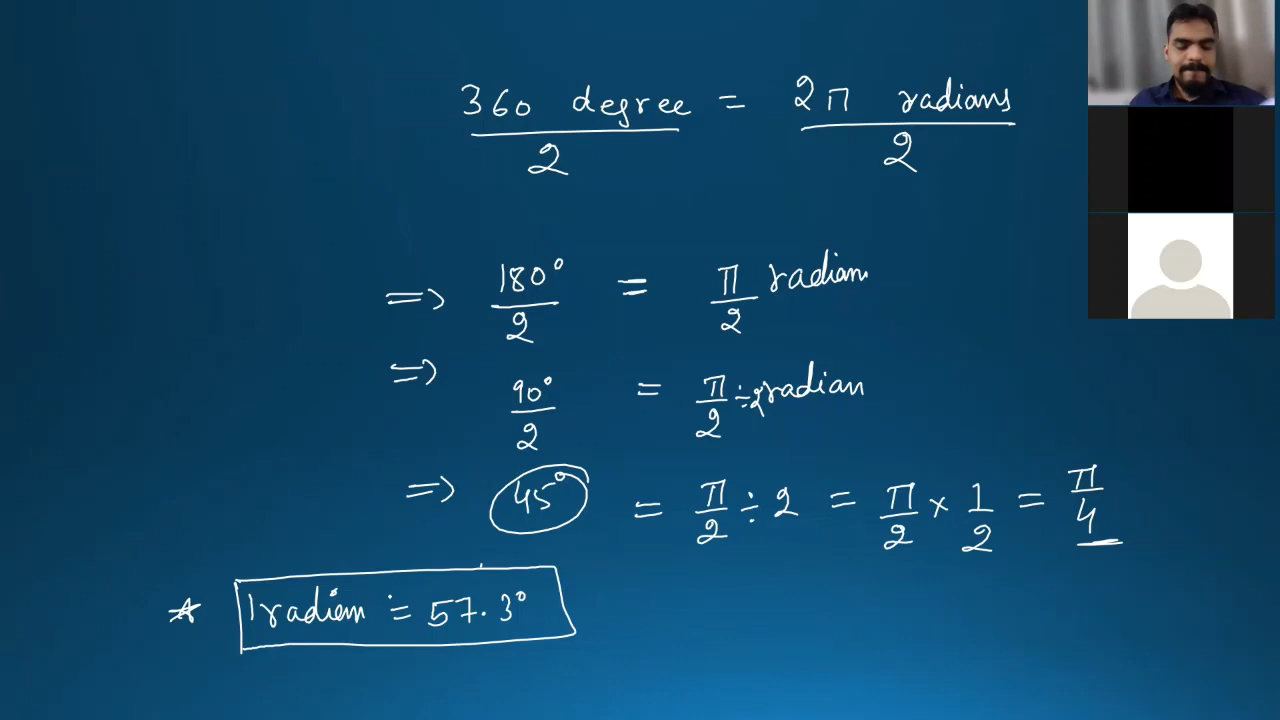 360 degree = 2π radians
2 2
=> 180° = π radian
2 2
=> 90° = π ÷2 radian
2 2
=> 45° = π ÷ 2 = π × 1 = π
2 2 2 4
☆ 1 radian ≐ 57.3°